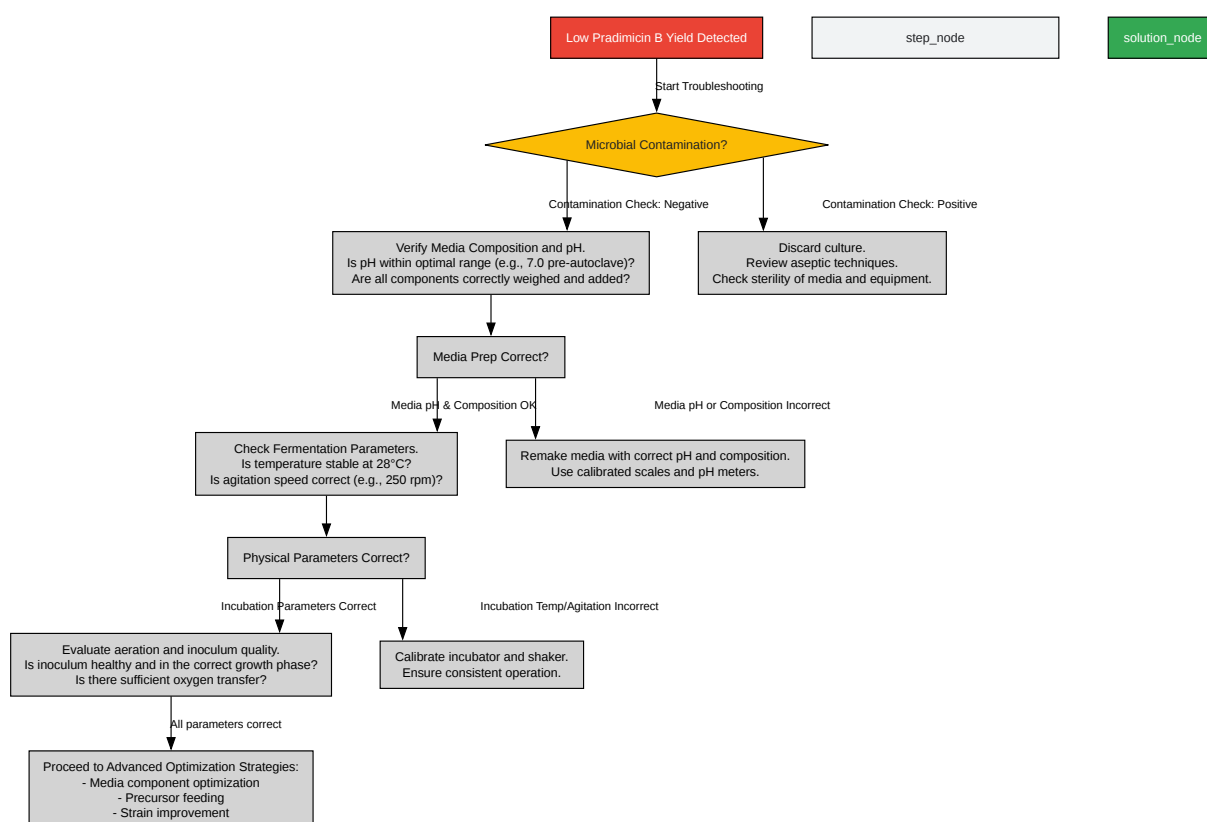 Low Pradimicin B Yield Detected
step_node
solution_node
Start Troubleshooting
Microbial Contamination?
Contamination Check: Negative
Contamination Check: Positive
Verify Media Composition and pH.
Is pH within optimal range (e.g., 7.0 pre-autoclave)?
Are all components correctly weighed and added?
Discard culture.
Review aseptic techniques.
Check sterility of media and equipment.
Media Prep Correct?
Media pH & Composition OK
Media pH or Composition Incorrect
Check Fermentation Parameters.
Is temperature stable at 28°C?
Is agitation speed correct (e.g., 250 rpm)?
Remake media with correct pH and composition.
Use calibrated scales and pH meters.
Physical Parameters Correct?
Incubation Parameters Correct
Incubation Temp/Agitation Incorrect
Evaluate aeration and inoculum quality.
Is inoculum healthy and in the correct growth phase?
Is there sufficient oxygen transfer?
Calibrate incubator and shaker.
Ensure consistent operation.
All parameters correct
Proceed to Advanced Optimization Strategies:
- Media component optimization
- Precursor feeding
- Strain improvement